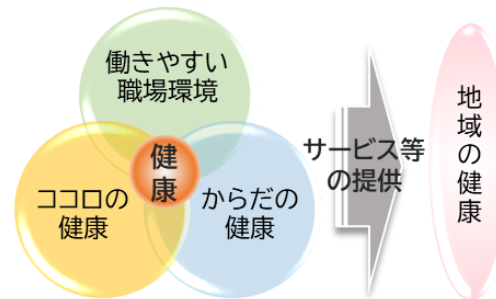 働きやすい
職場環境
健
康
ココロの
健康
からだの
健康
サービス等
の提供
地域の健康